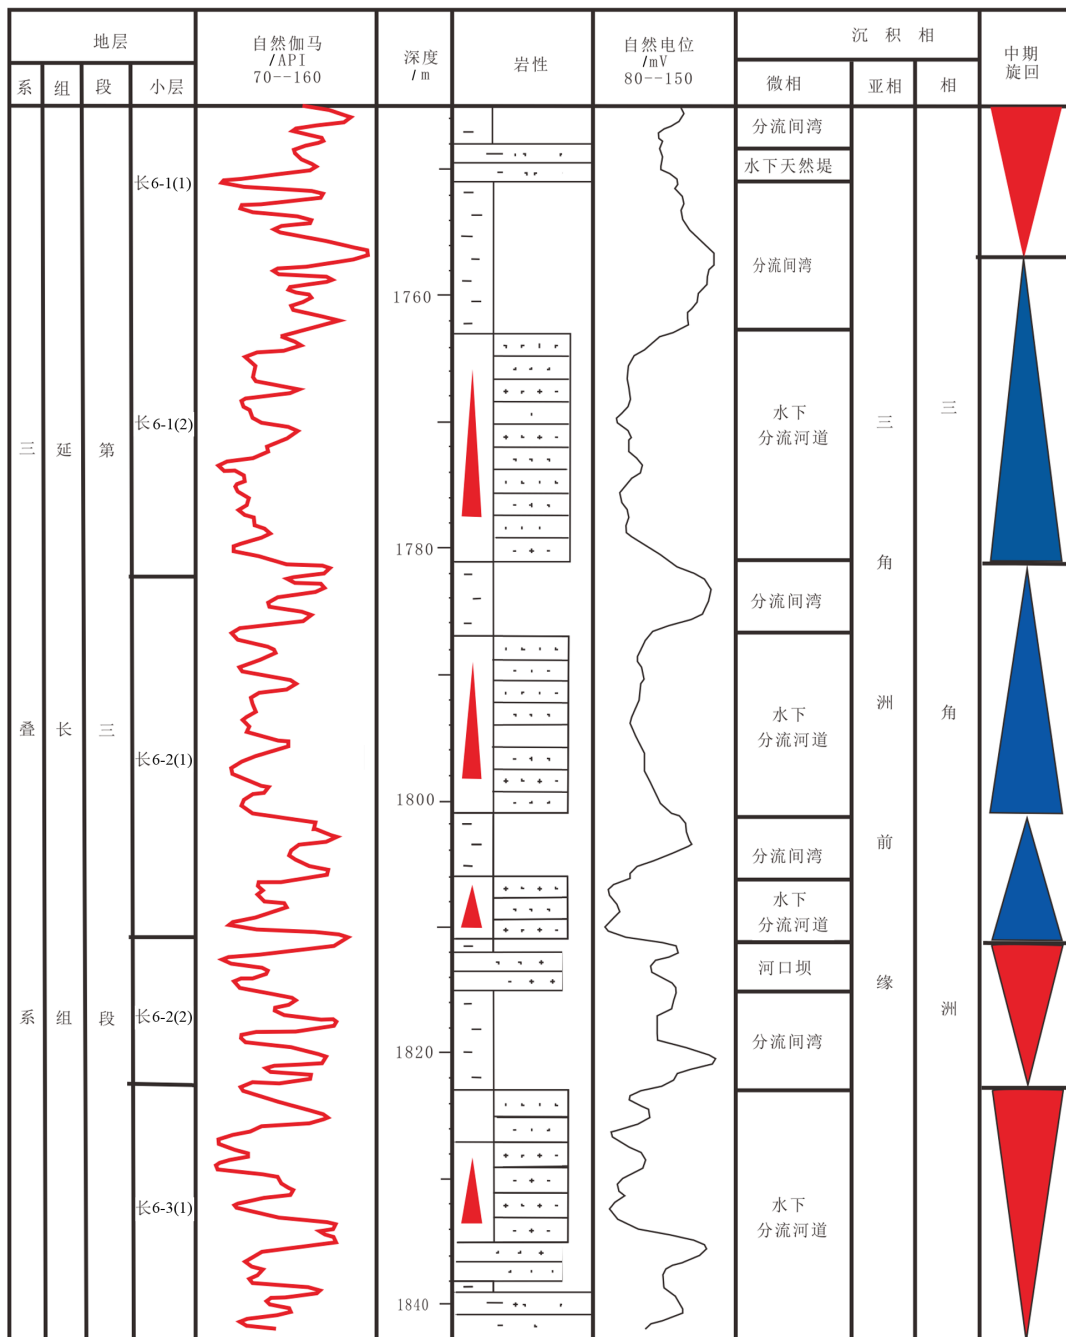 地层
系
组
段
小层
自然伽马
/API
70--160
深度
/m
岩性
自然电位
/mV
80--150
沉 积 相
微相
亚相
相
中期
旋回
三
叠
系
延
长
组
第
三
段
长6-1(1)
长6-1(2)
长6-2(1)
长6-2(2)
长6-3(1)
1760
1780
1800
1820
1840
分流间湾
水下天然堤
分流间湾
水下
分流河道
分流间湾
水下
分流河道
分流间湾
水下
分流河道
河口坝
分流间湾
水下
分流河道
三
角
洲
前
缘
三
角
洲